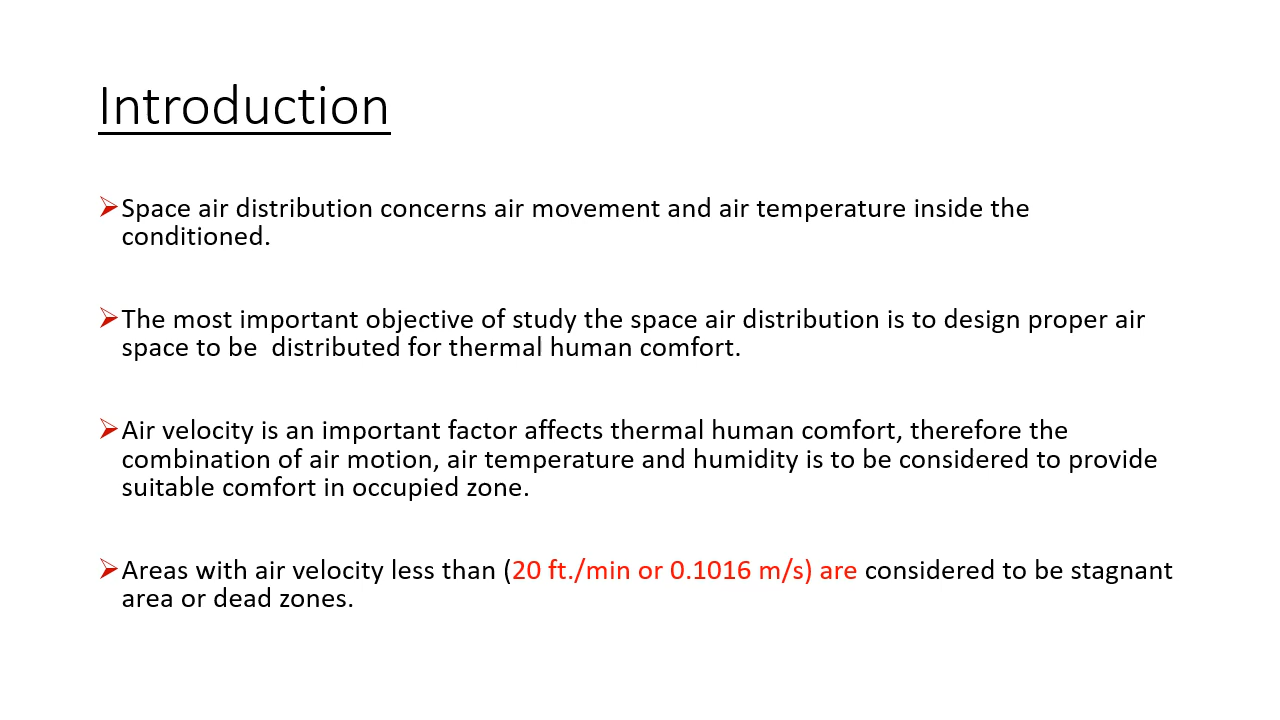 Introduction
Space air distribution concerns air movement and air temperature inside the
conditioned.
The most important objective of study the space air distribution is to design proper air
space to be  distributed for thermal human comfort.
Air velocity is an important factor affects thermal human comfort, therefore the
combination of air motion, air temperature and humidity is to be considered to provide
suitable comfort in occupied zone.
Areas with air velocity less than (20 ft./min or 0.1016 m/s) are considered to be stagnant
area or dead zones.